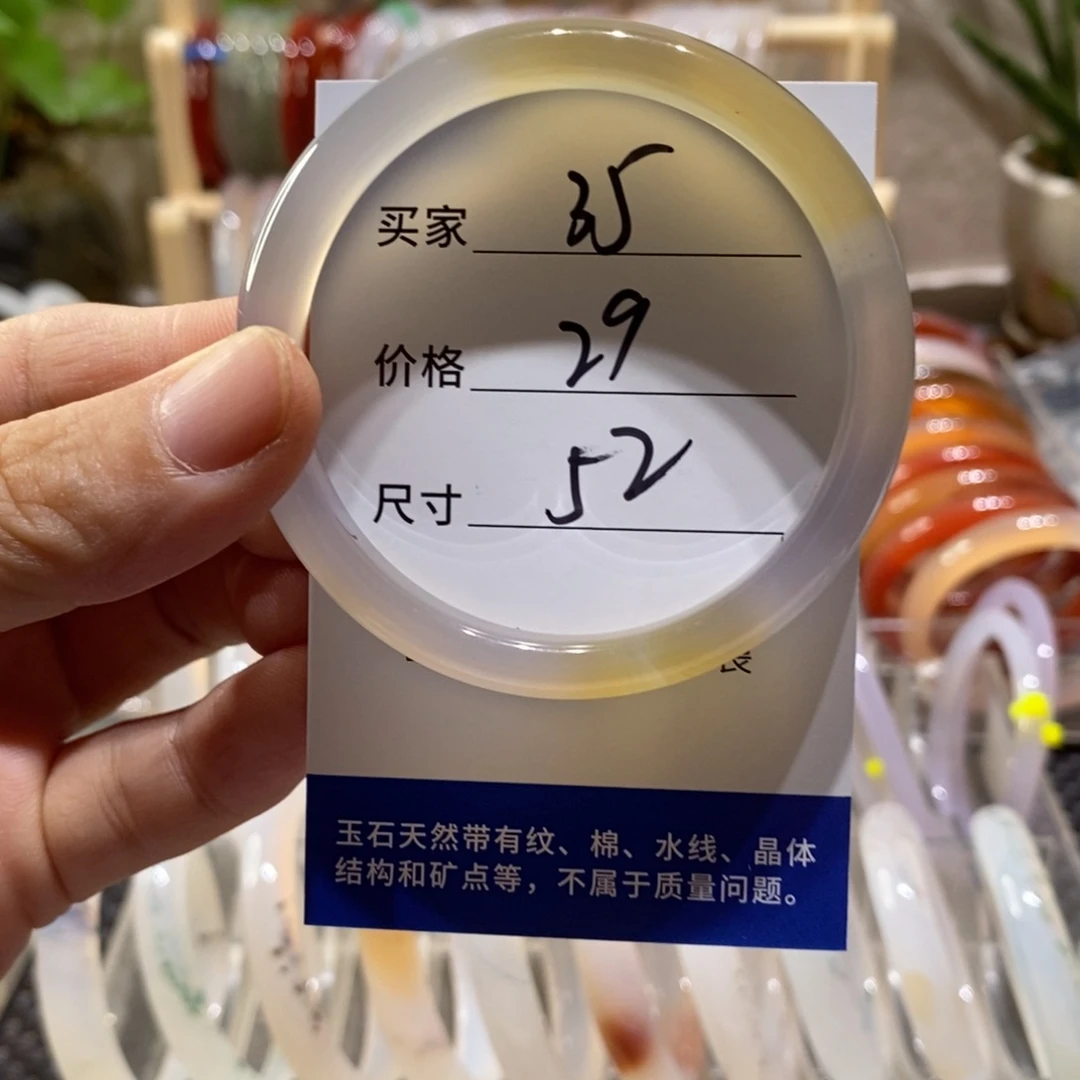 买家
价格 29
尺寸 52
长
玉石天然带有纹、棉、水线、晶体
结构和矿点等，不属于质量问题。